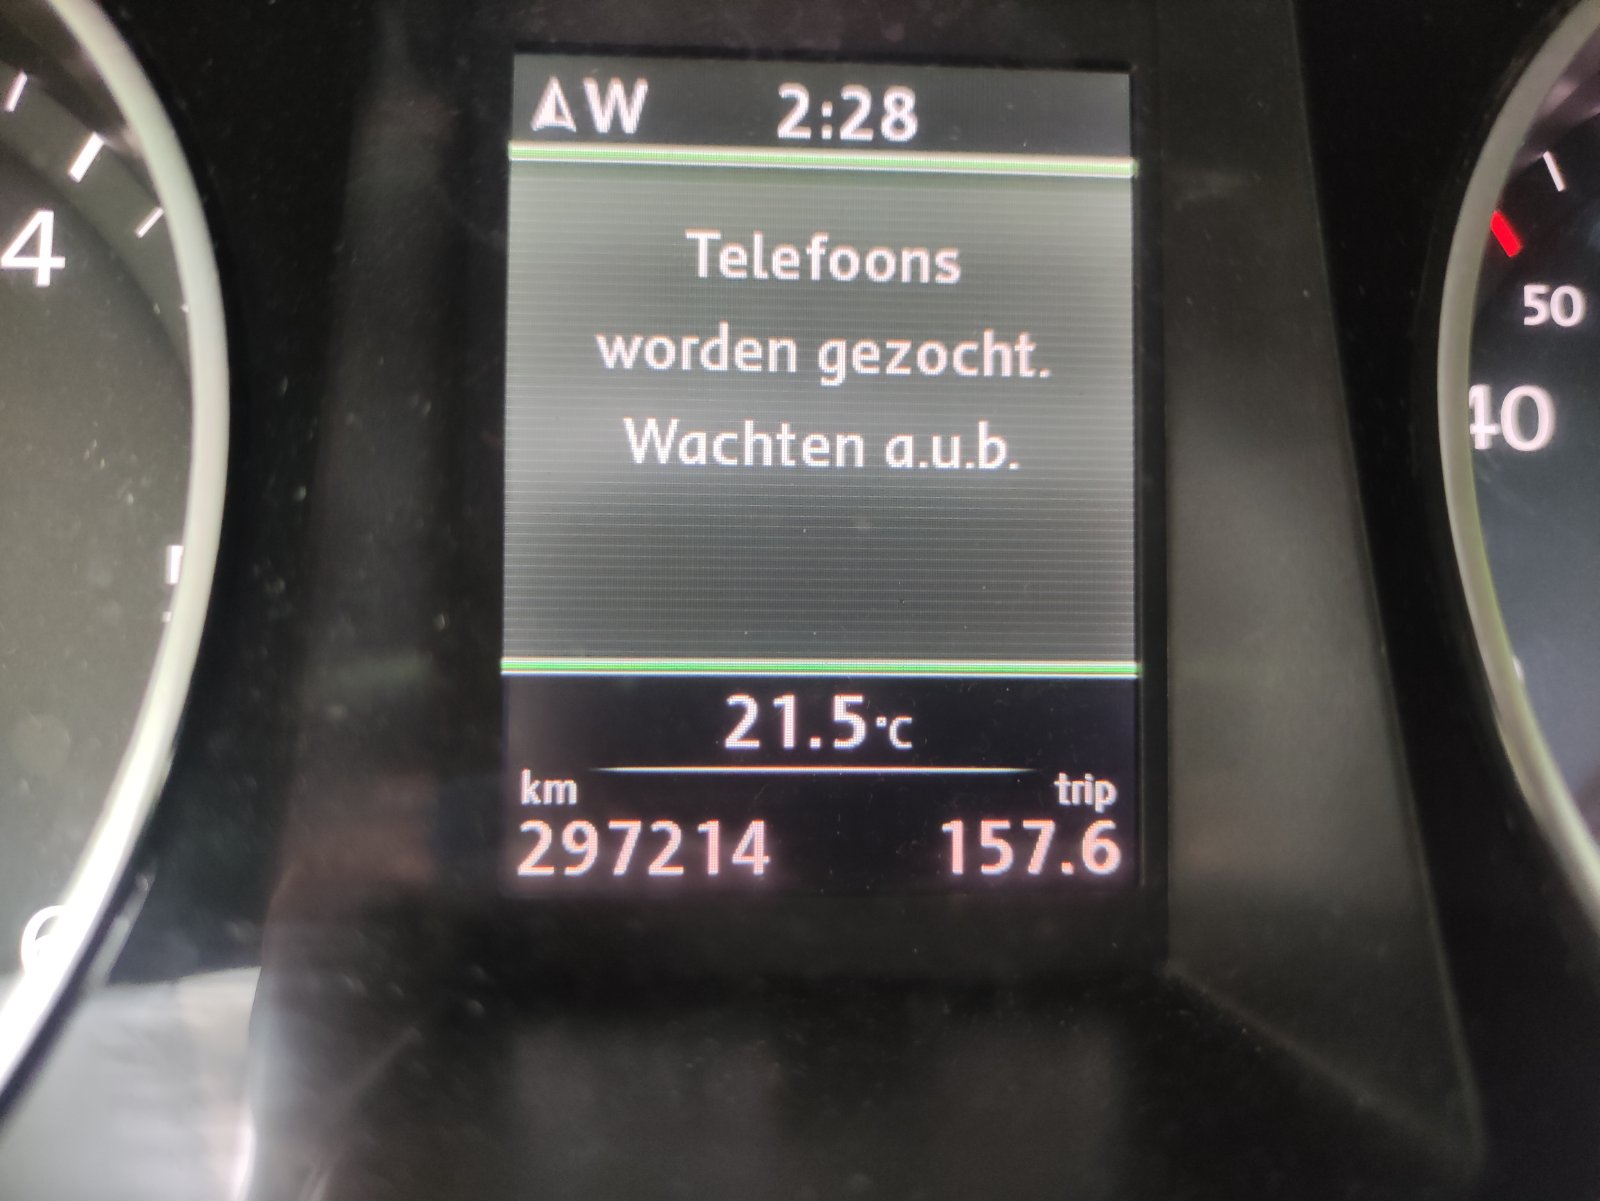 W 2:28
Telefoons
worden gezocht.
Wachten a.u.b.
21.5 °C
km trip
297214 157.6
4
50
40